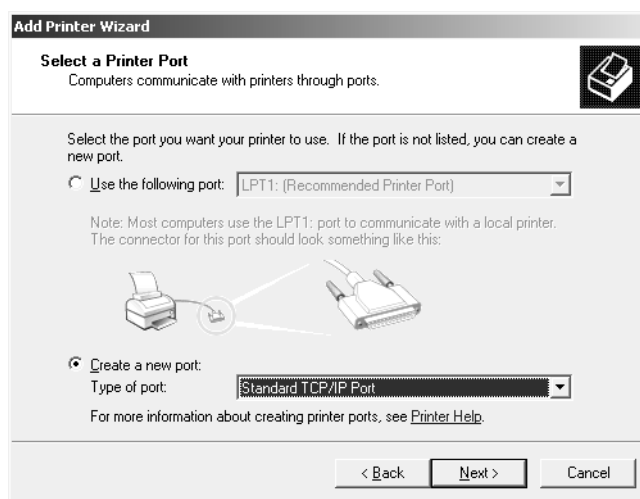 Add Printer Wizard
Select a Printer Port
Computers communicate with printers through ports.
Select the port you want your printer to use. If the port is not listed, you can create a
new port.
Use the following port: LPT1: (Recommended Printer Port)
Note: Most computers use the LPT1: port to communicate with a local printer.
The connector for this port should look something like this:
Create a new port:
Type of port: Standard TCP/IP Port
For more information about creating printer ports, see Printer Help.
< Back Next > Cancel